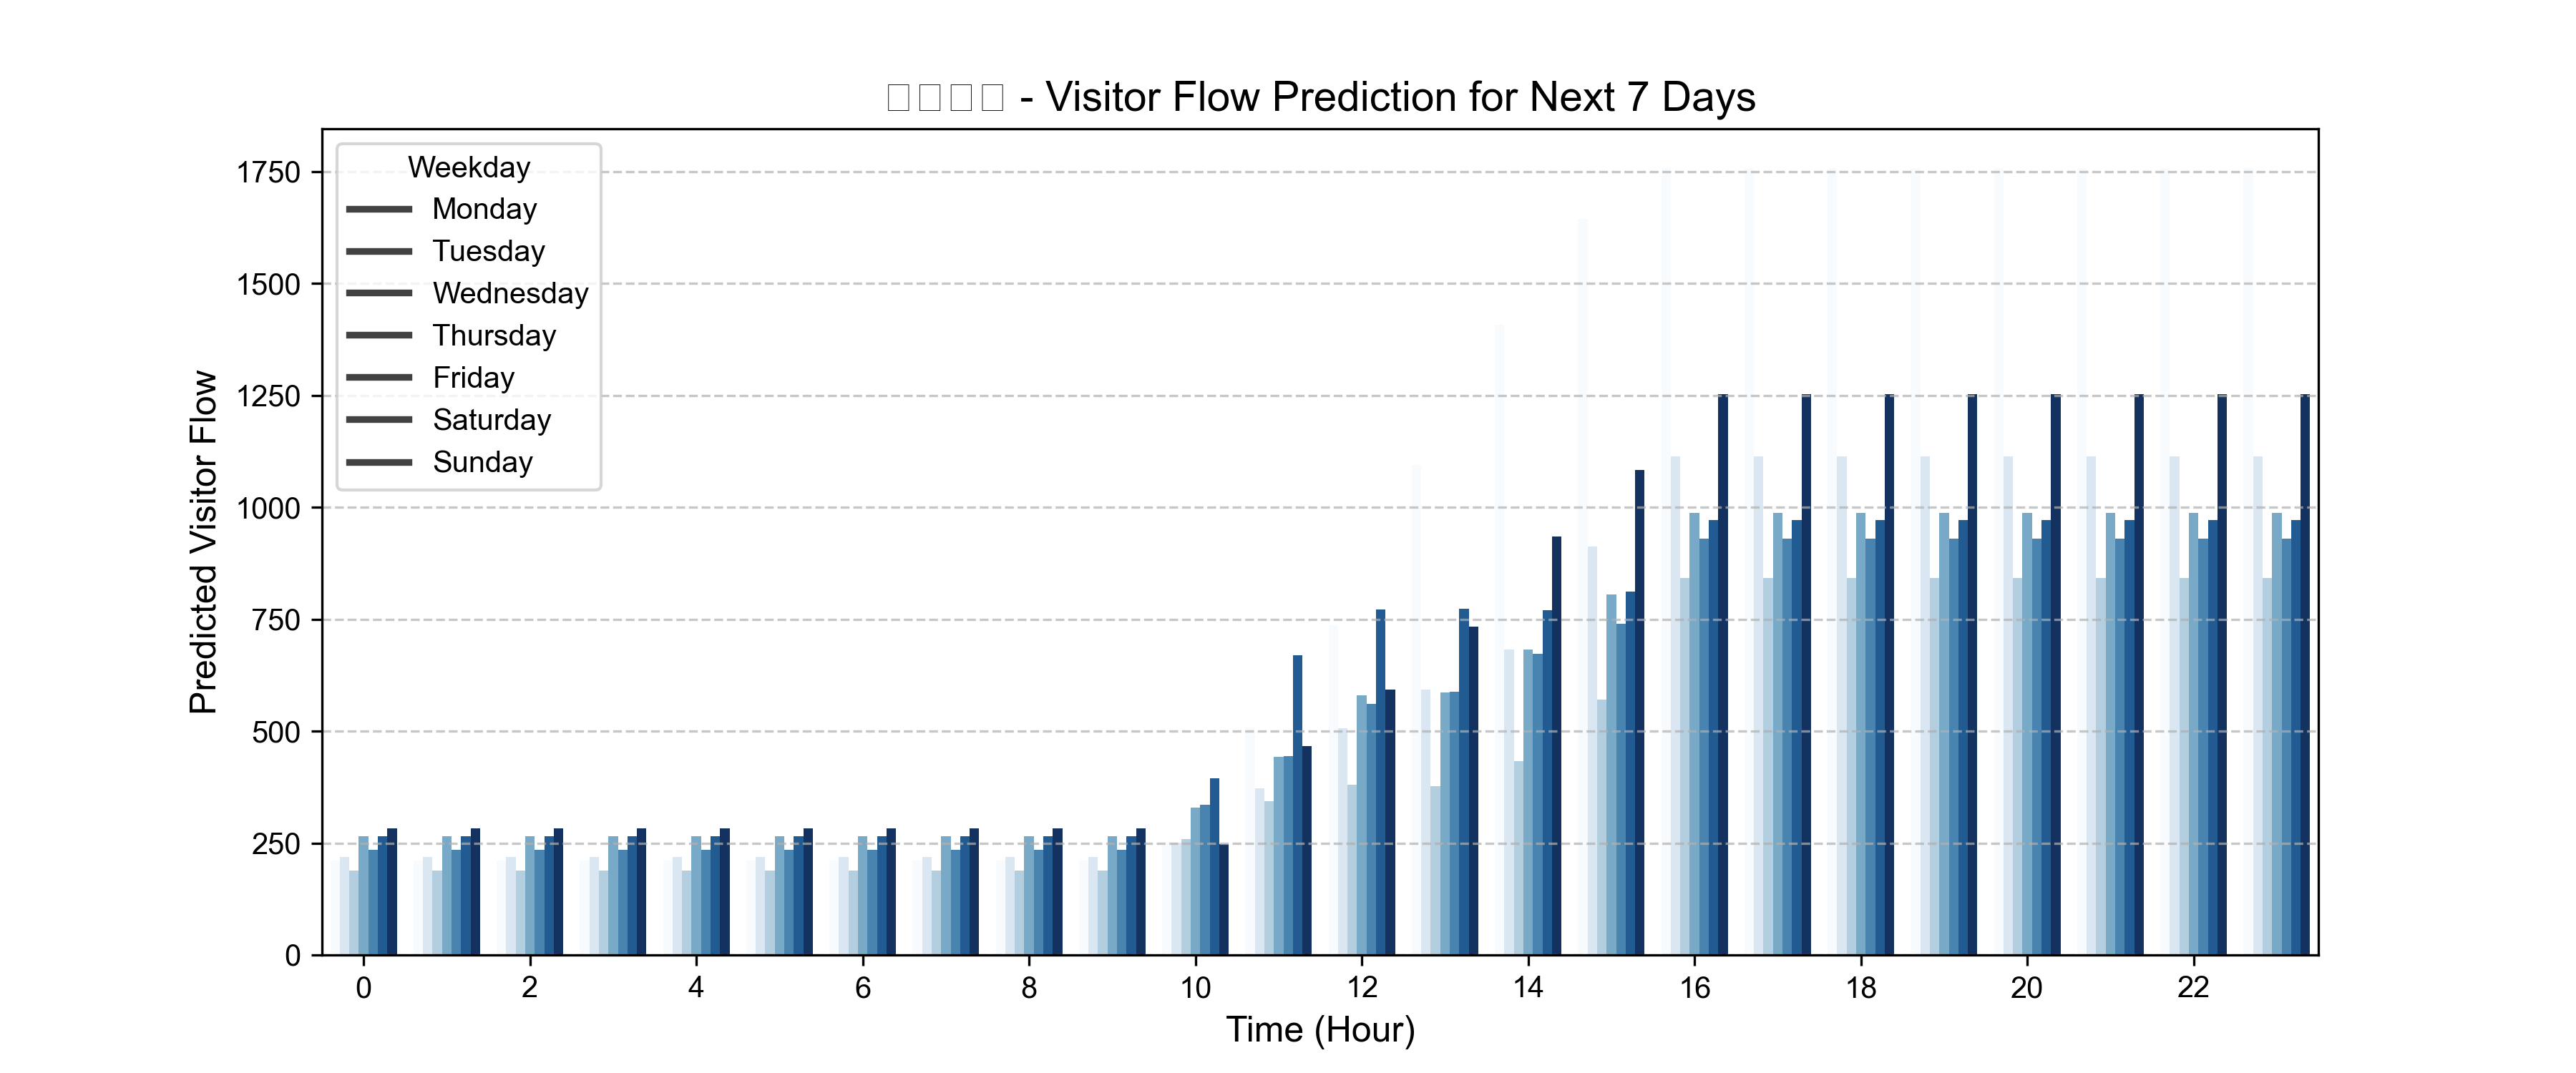 - Visitor Flow Prediction for Next 7 Days
Weekday
Monday
Tuesday
Wednesday
Thursday
Friday
Saturday
Sunday
1750
1500
1250
1000
750
500
250
0
Predicted Visitor Flow
0 2 4 6 8 10 12 14 16 18 20 22
Time (Hour)